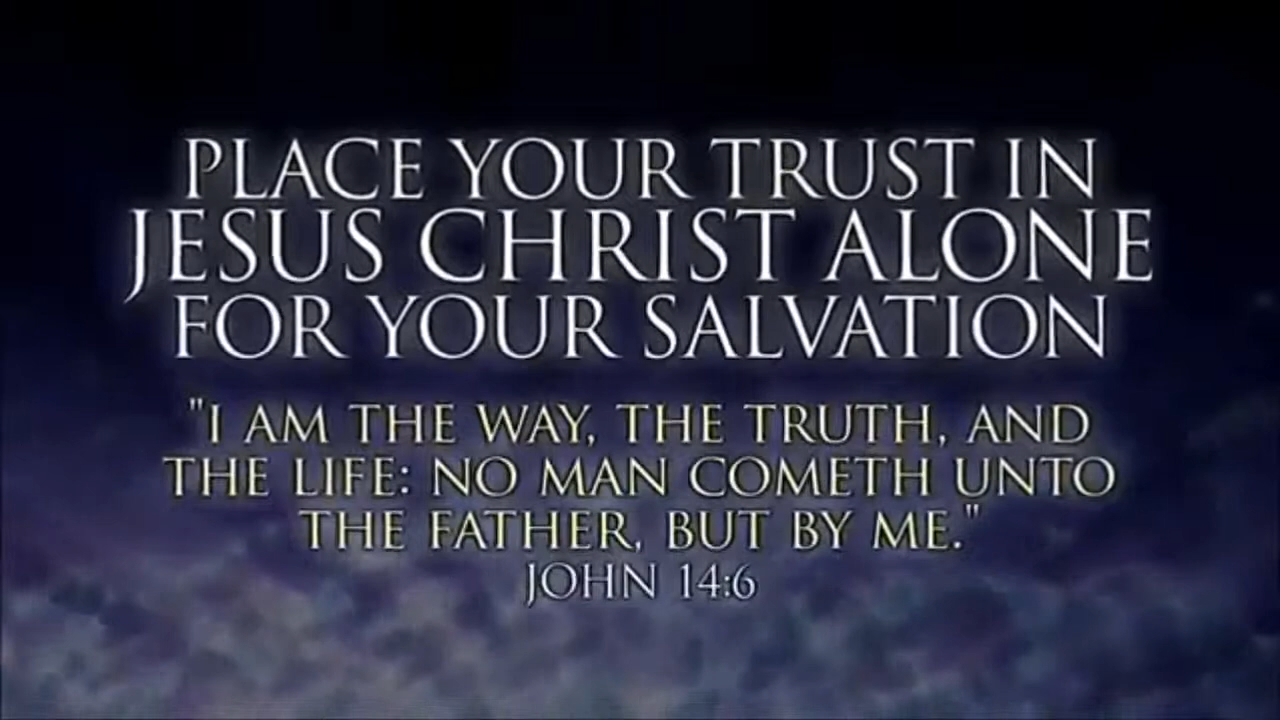 PLACE YOUR TRUST IN
JESUS CHRIST ALONE
FOR YOUR SALVATION
"I AM THE WAY, THE TRUTH, AND
THE LIFE: NO MAN COMETH UNTO
THE FATHER, BUT BY ME."
JOHN 14:6